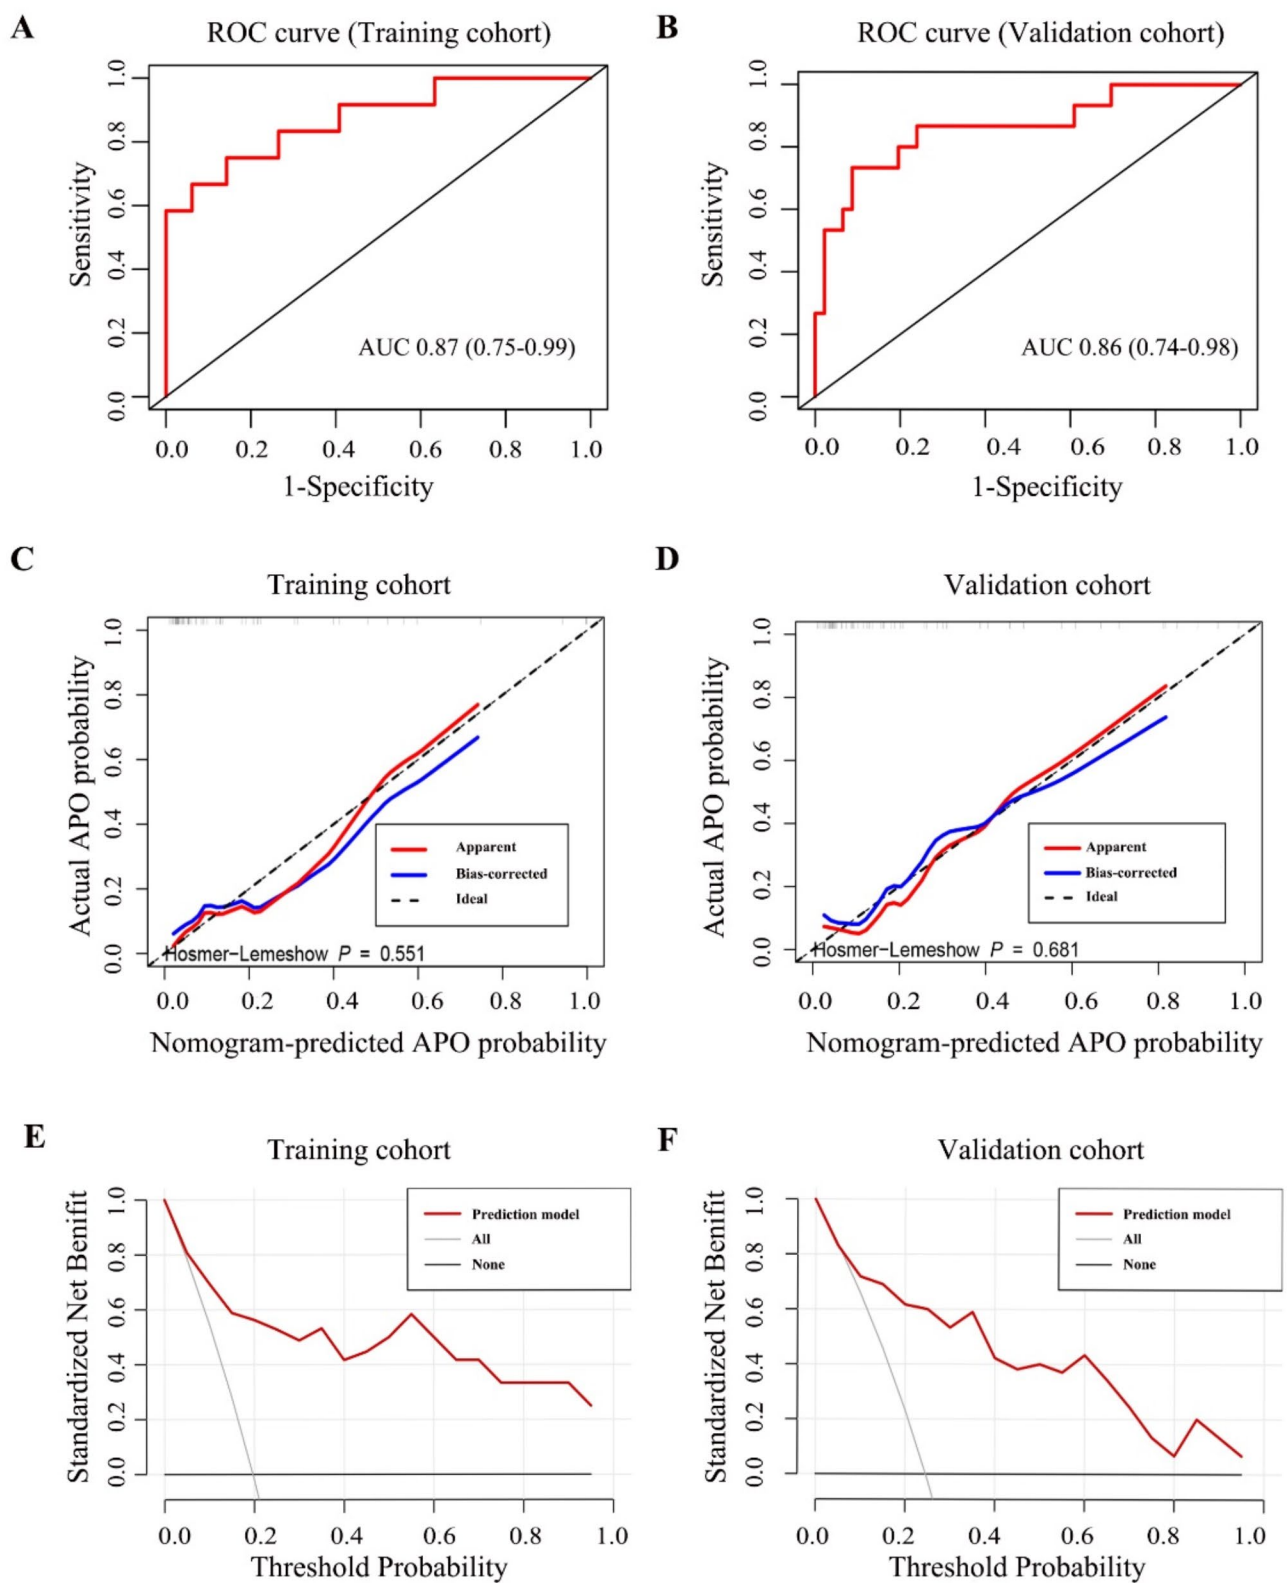 A
ROC curve (Training cohort)
Sensitivity
0.0 0.2 0.4 0.6 0.8 1.0
AUC 0.87 (0.75-0.99)
0.0 0.2 0.4 0.6 0.8 1.0
1-Specificity
B
ROC curve (Validation cohort)
Sensitivity
0.0 0.2 0.4 0.6 0.8 1.0
AUC 0.86 (0.74-0.98)
0.0 0.2 0.4 0.6 0.8 1.0
1-Specificity
C
Training cohort
Actual APO probability
0.0 0.2 0.4 0.6 0.8 1.0
Apparent
Bias-corrected
Ideal
Hosmer−Lemeshow P = 0.551
0.0 0.2 0.4 0.6 0.8 1.0
Nomogram-predicted APO probability
D
Validation cohort
Actual APO probability
0.0 0.2 0.4 0.6 0.8 1.0
Apparent
Bias-corrected
Ideal
Hosmer−Lemeshow P = 0.681
0.0 0.2 0.4 0.6 0.8 1.0
Nomogram-predicted APO probability
E
Training cohort
Standardized Net Benifit
0.0 0.2 0.4 0.6 0.8 1.0
Prediction model
All
None
0.0 0.2 0.4 0.6 0.8 1.0
Threshold Probability
F
Validation cohort
Standardized Net Benifit
0.0 0.2 0.4 0.6 0.8 1.0
Prediction model
All
None
0.0 0.2 0.4 0.6 0.8 1.0
Threshold Probability